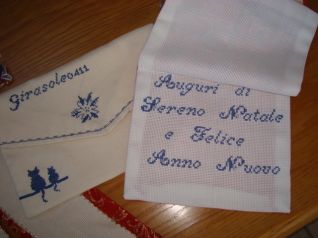 Girasole0411
Auguri di
Sereno Natale
e Felice
Anno Nuovo